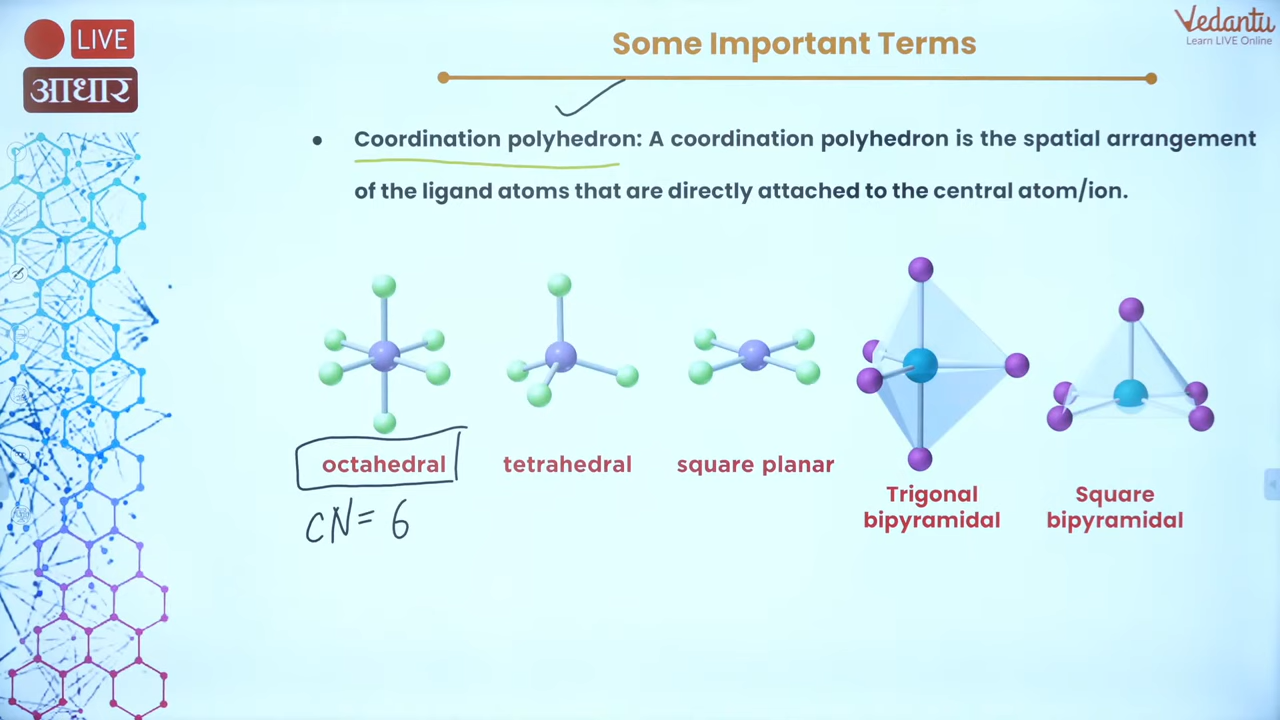 LIVE
आधार
Vedantu
Learn LIVE Online
Some Important Terms
• Coordination polyhedron: A coordination polyhedron is the spatial arrangement
of the ligand atoms that are directly attached to the central atom/ion.
octahedral
tetrahedral
square planar
Trigonal
bipyramidal
Square
bipyramidal
CN = 6